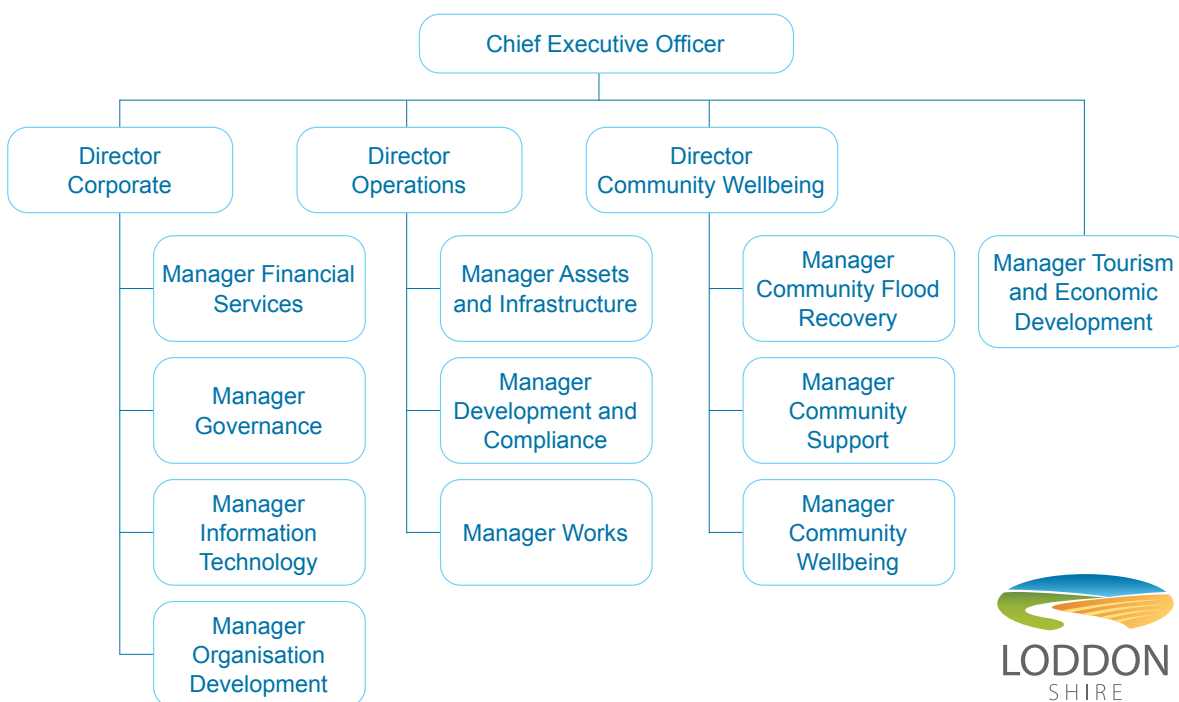 Chief Executive Officer
Director
Corporate
Director
Operations
Director
Community Wellbeing
Manager Financial
Services
Manager
Governance
Manager
Information
Technology
Manager
Organisation
Development
Manager Assets
and Infrastructure
Manager
Development and
Compliance
Manager Works
Manager
Community Flood
Recovery
Manager
Community
Support
Manager
Community
Wellbeing
Manager Tourism
and Economic
Development
LODDON
SHIRE